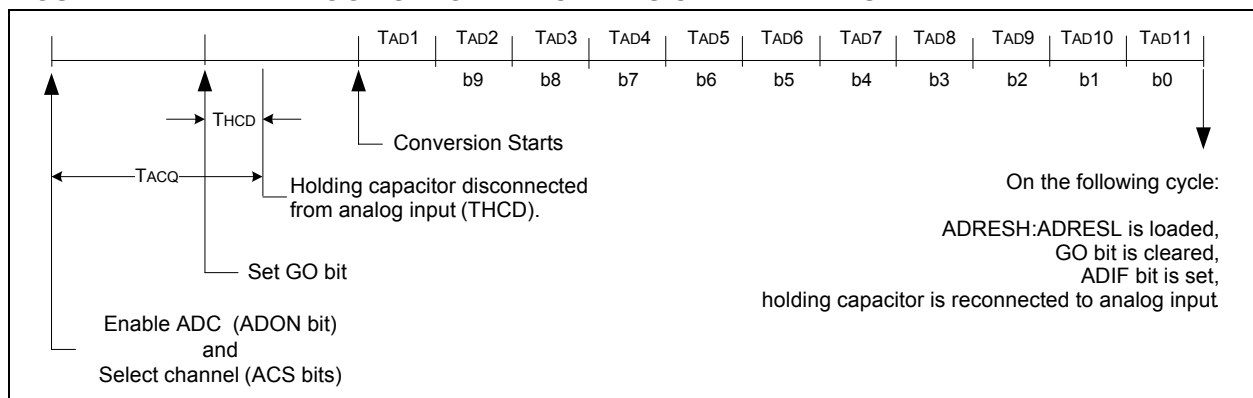 TAD1 TAD2 TAD3 TAD4 TAD5 TAD6 TAD7 TAD8 TAD9 TAD10 TAD11
b9 b8 b7 b6 b5 b4 b3 b2 b1 b0
THCD
Conversion Starts
TACQ
Holding capacitor disconnected
from analog input (THCD).
Set GO bit
Enable ADC (ADON bit)
and
Select channel (ACS bits)
On the following cycle:
ADRESH:ADRESL is loaded,
GO bit is cleared,
ADIF bit is set,
holding capacitor is reconnected to analog input